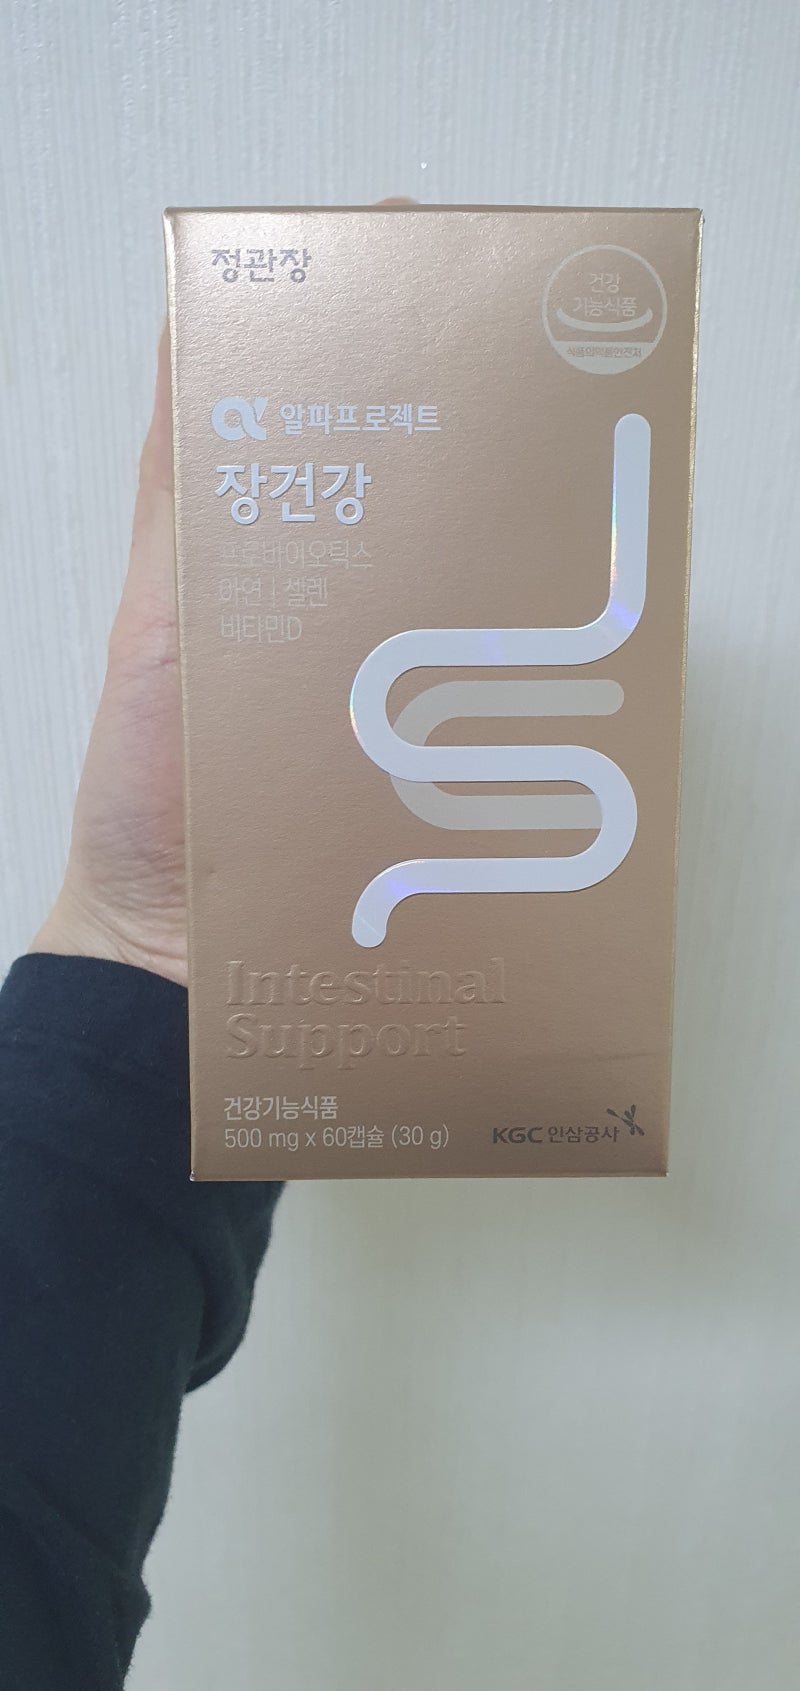 정관장
건강
기능식품
식품의약품안전처
알파프로젝트
장건강
프로바이오틱스
아연 | 셀렌
비타민D
Intestinal
Support
건강기능식품
500 mg x 60캡슐 (30 g)
KGC 인삼공사